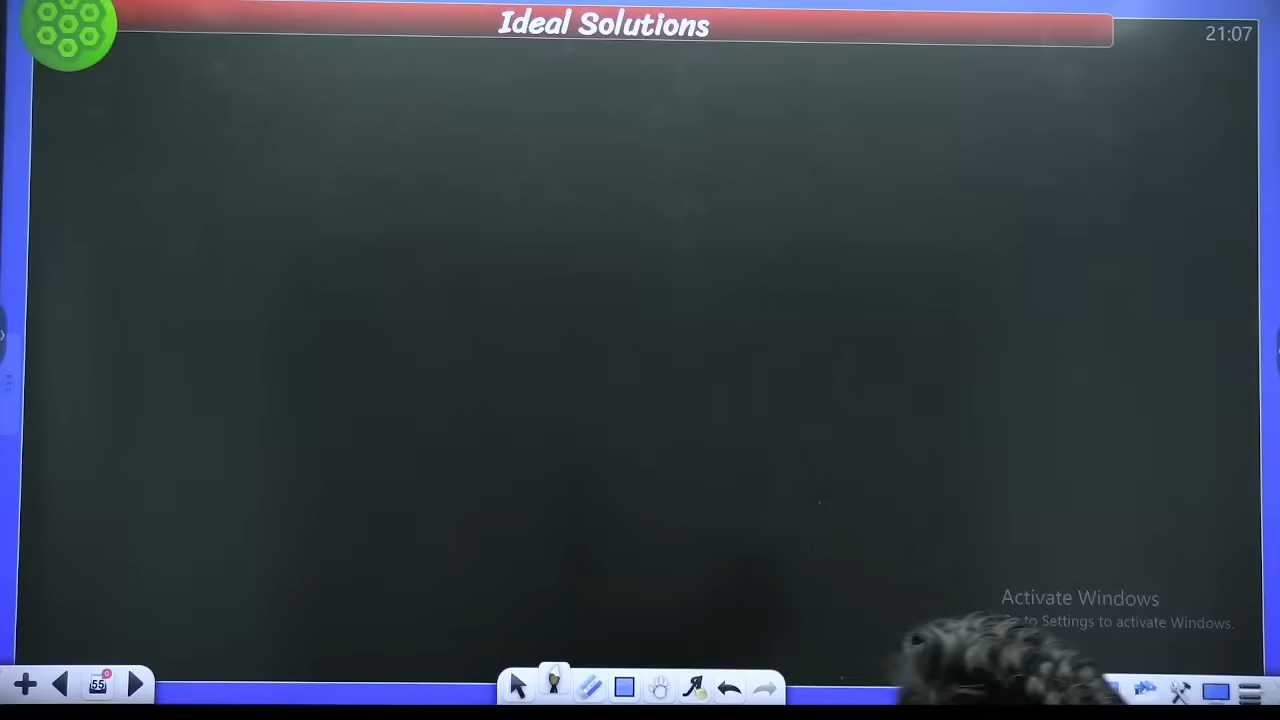 Ideal Solutions
21:07
Activate Windows
to Settings to activate Windows.
55